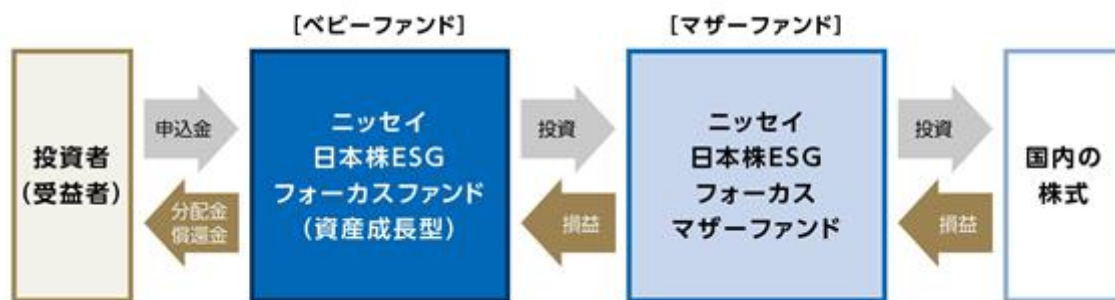 [ベビーファンド]
[マザーファンド]
投資者
(受益者)
申込金
分配金
償還金
ニッセイ
日本株ESG
フォーカスファンド
(資産成長型)
投資
損益
ニッセイ
日本株ESG
フォーカス
マザーファンド
投資
損益
国内の
株式